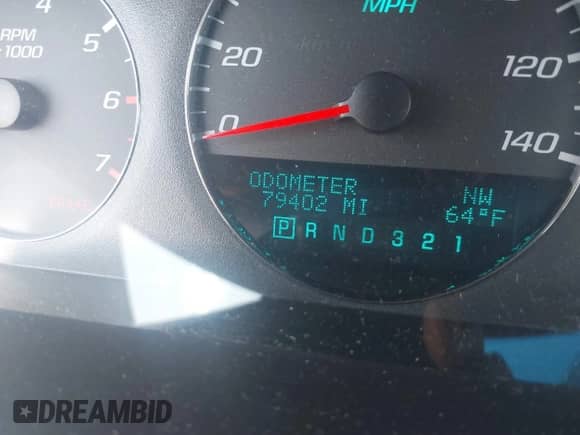 MPH
RPM
x1000
4
5
6
7
0
20
120
140
ODOMETER
79402 MI
NW
64°F
P R N D 3 2 1
DREAMBID